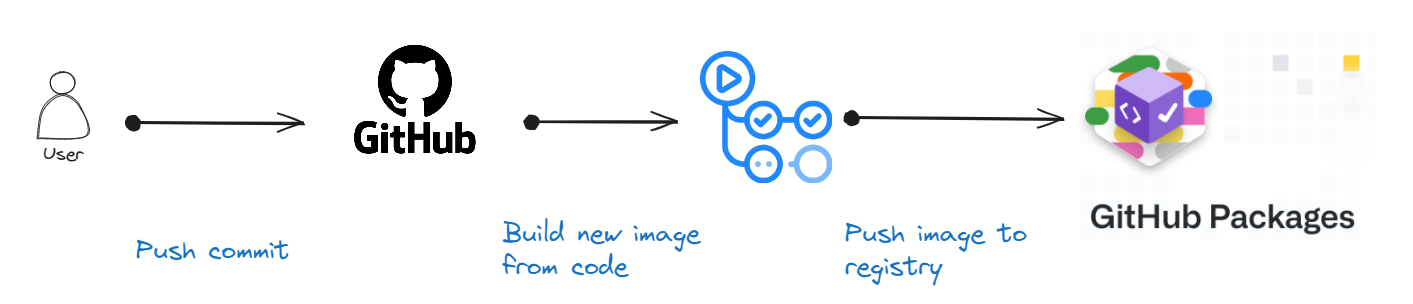 User
GitHub
GitHub Packages
Push commit
Build new image
from code
Push image to
registry